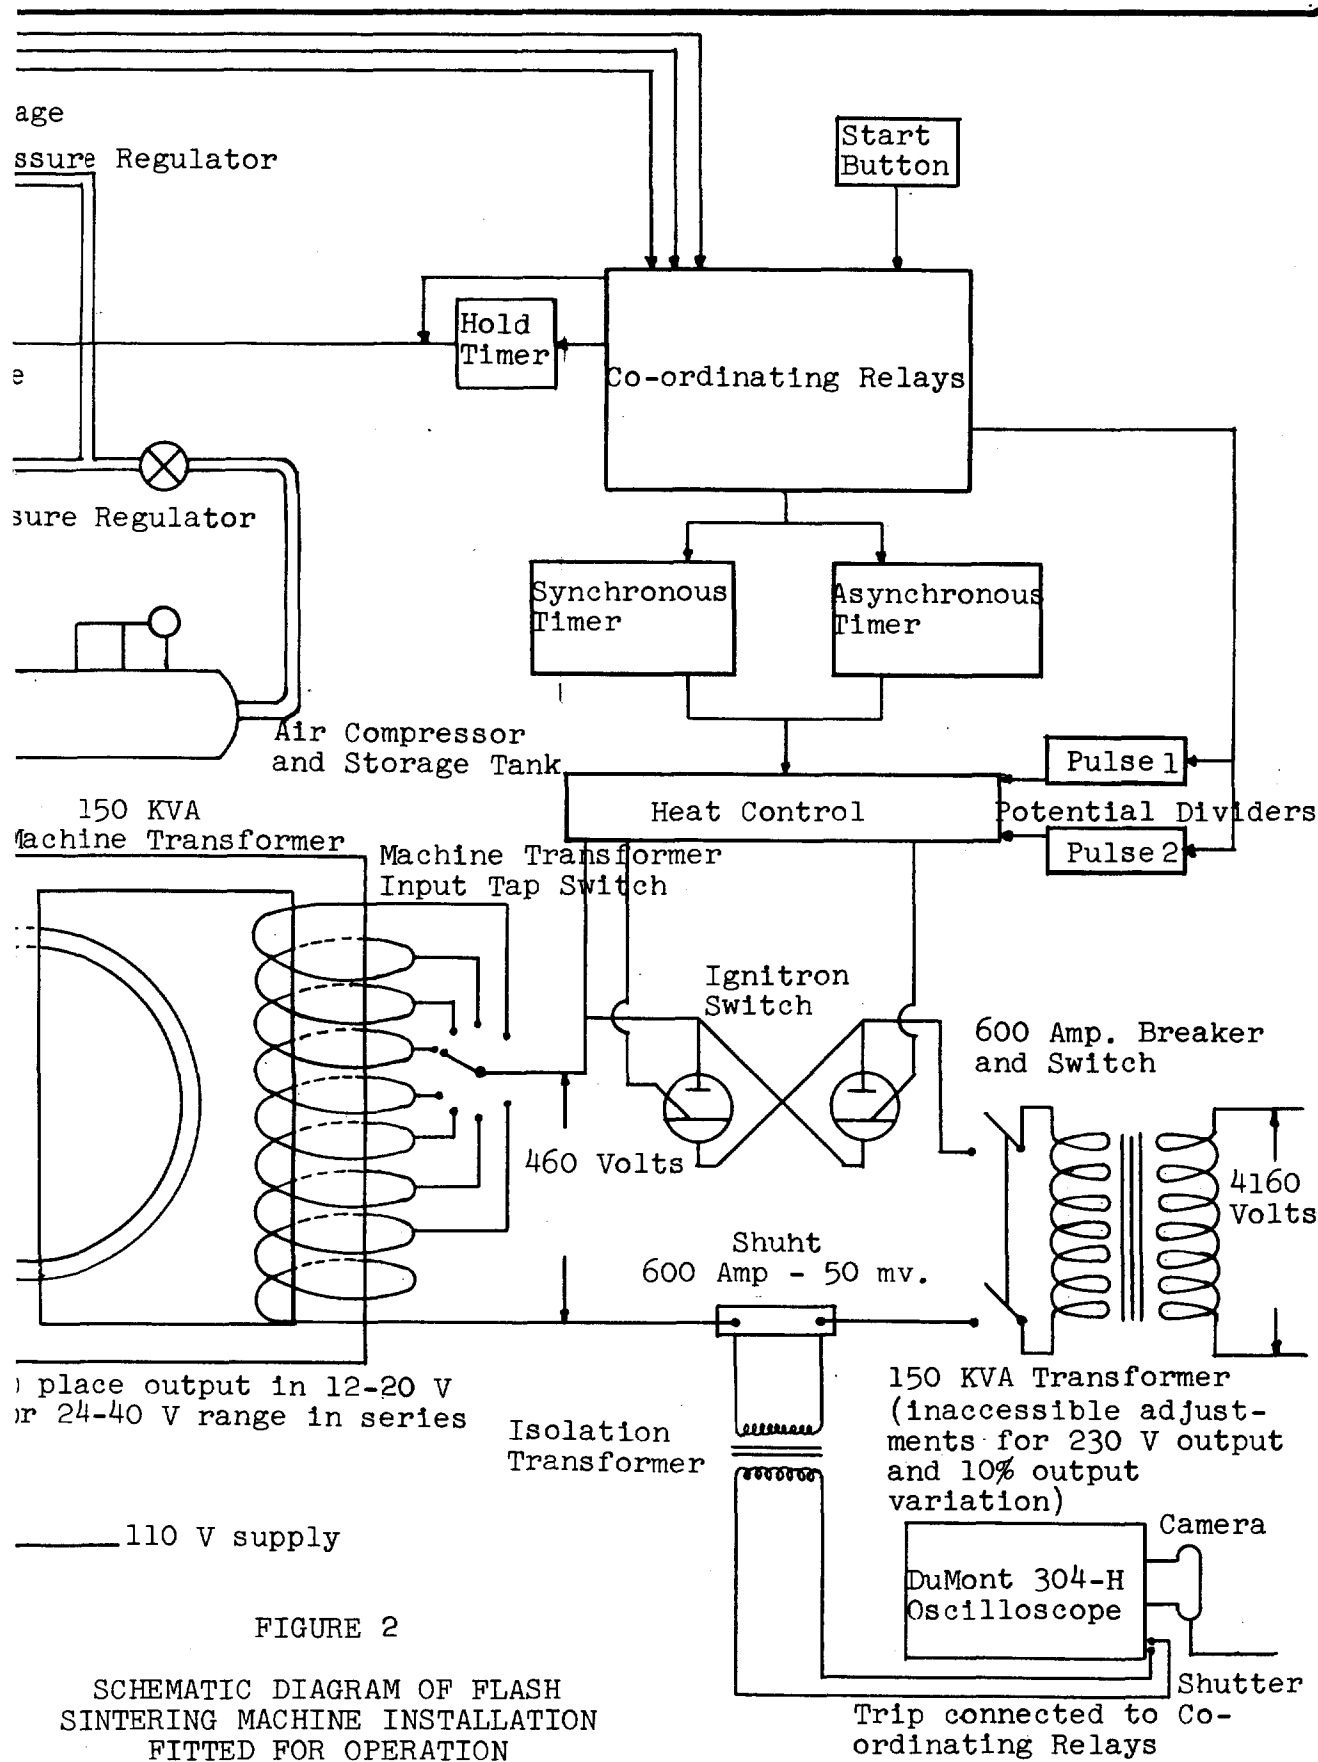 age
ssure Regulator
Start
Button
Hold
Timer
Co-ordinating Relays
e
sure Regulator
Synchronous
Timer
Asynchronous
Timer
Air Compressor
and Storage Tank
Pulse 1
Heat Control
Potential Dividers
Pulse 2
150 KVA
Machine Transformer
Machine Transformer
Input Tap Switch
Ignitron
Switch
600 Amp. Breaker
and Switch
460 Volts
4160
Volts
Shuht
600 Amp - 50 mv.
) place output in 12-20 V
or 24-40 V range in series
Isolation
Transformer
150 KVA Transformer
(inaccessible adjust-
ments for 230 V output
and 10% output
variation)
110 V supply
Camera
DuMont 304-H
Oscilloscope
Shutter
Trip connected to Co-
ordinating Relays
FIGURE 2
SCHEMATIC DIAGRAM OF FLASH
SINTERING MACHINE INSTALLATION
FITTED FOR OPERATION